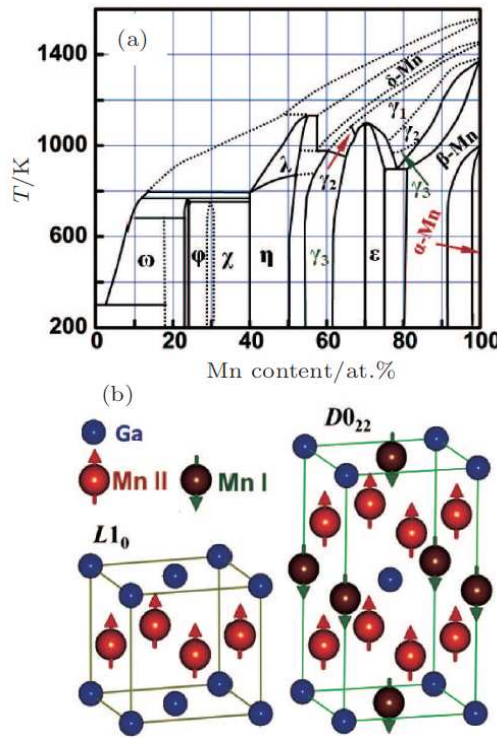 (a)
1400
1000
600
200
T/K
δ-Mn
γ1
γ2
β-Mn
λ
γ2
γ3
α-Mn
ω
φ
χ
η
γ3
ε
0
20
40
60
80
100
Mn content/at.%
(b)
Ga
Mn II
Mn I
D0₂₂
L1₀